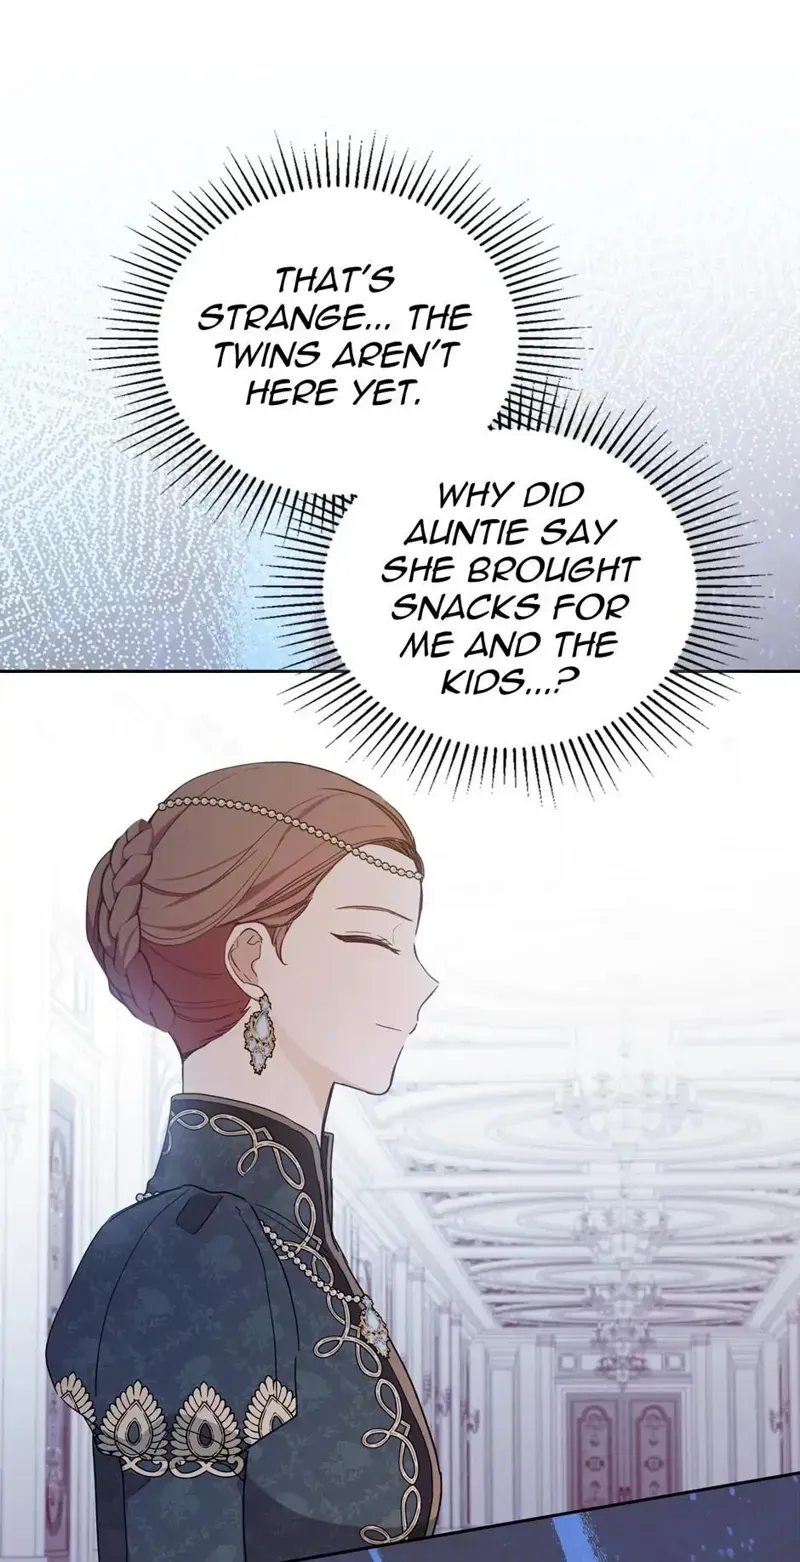 THAT'S
STRANGE... THE
TWINS AREN'T
HERE YET.
WHY DID
AUNTIE SAY
SHE BROUGHT
SNACKS FOR
ME AND THE
KIDS...?